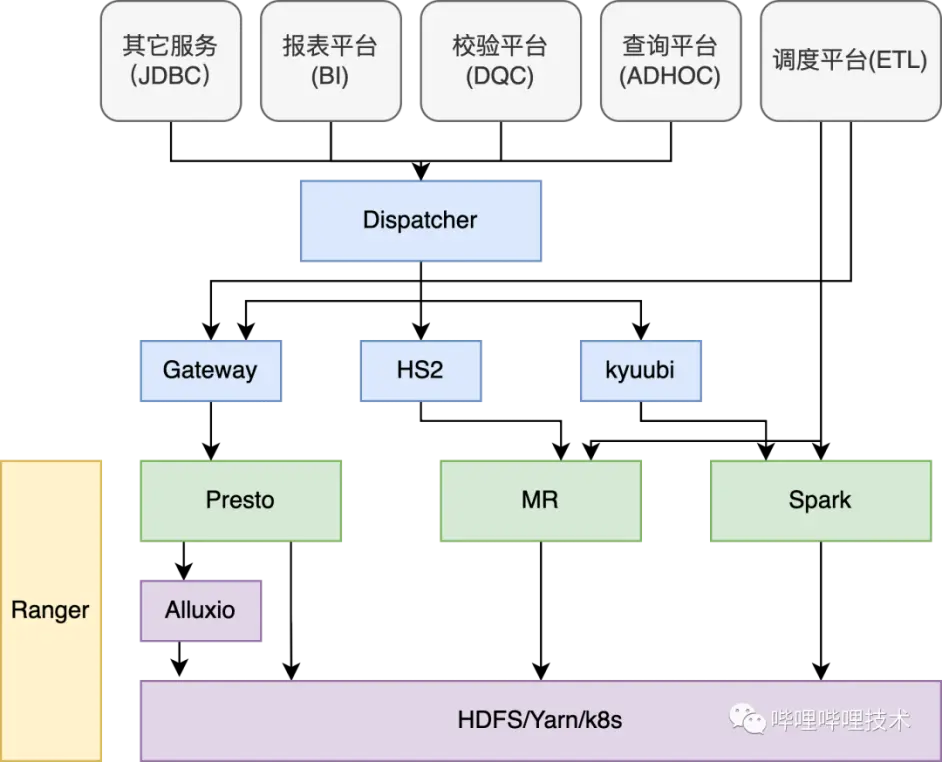 其它服务
（JDBC）
报表平台
(BI)
校验平台
(DQC)
查询平台
(ADHOC)
调度平台(ETL)
Dispatcher
Gateway
HS2
kyuubi
Presto
MR
Spark
Ranger
Alluxio
HDFS/Yarn/k8s
哔哩哔哩技术